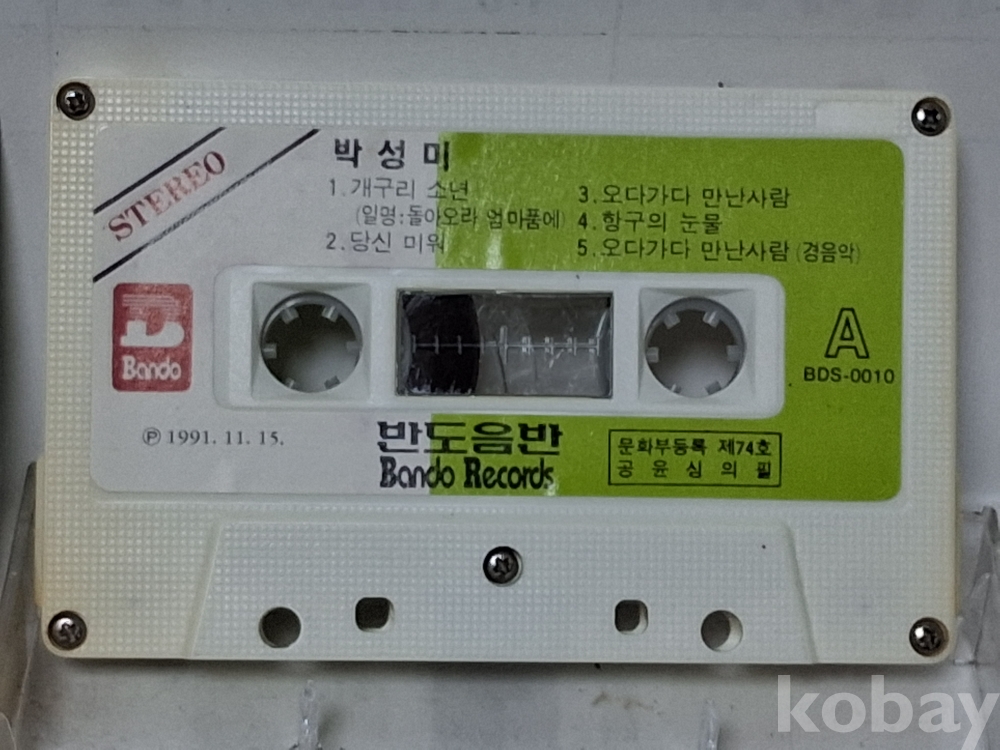 STEREO
박성미
1. 개구리 소년
(일명:돌아오라 엄마품에)
2. 당신 미워
3. 오다가다 만난사람
4. 항구의 눈물
5. 오다가다 만난사람 (경음악)
Bando
A
BDS-0010
℗ 1991. 11. 15.
반도음반
Bando Records
문화부등록 제74호
공윤심의필
kobay